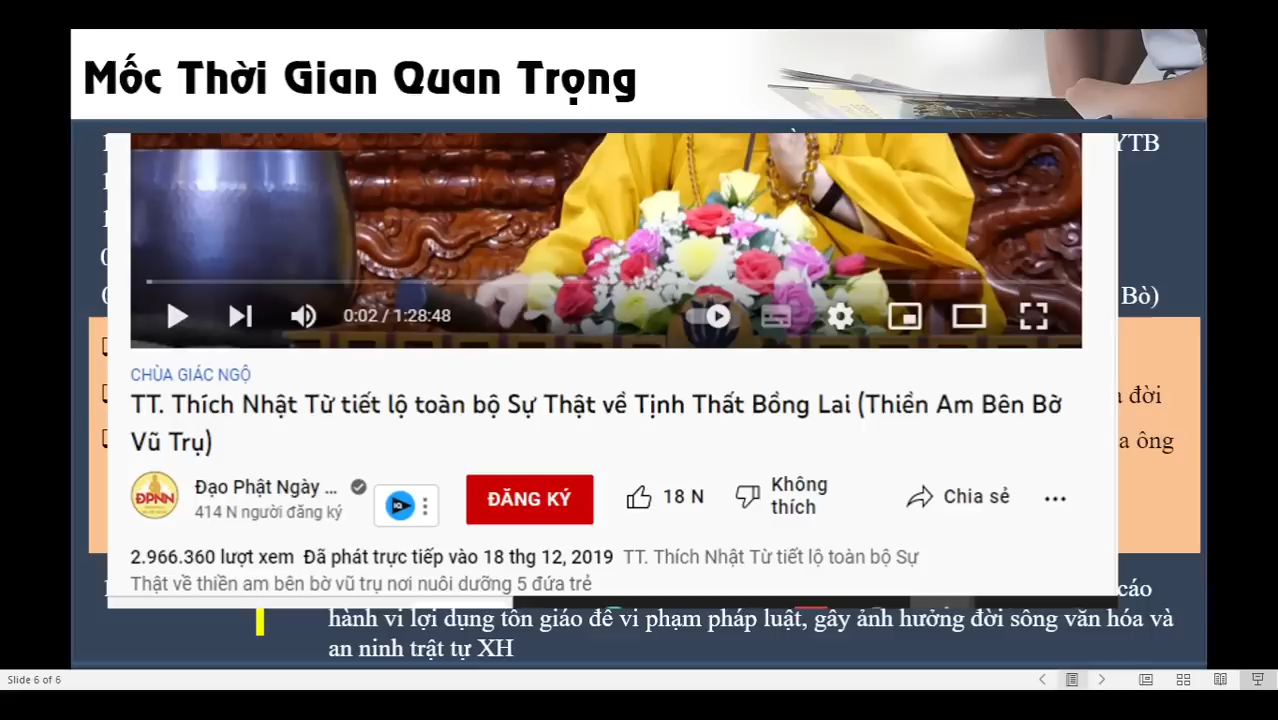 Mốc Thời Gian Quan Trọng
YTB
Bò)
0:02 / 1:28:48
CHÙA GIÁC NGỘ
TT. Thích Nhật Từ tiết lộ toàn bộ Sự Thật về Tịnh Thất Bồng Lai (Thiền Am Bên Bờ
Vũ Trụ)
đời
a ông
ĐPNN
Đạo Phật Ngày ...
414 N người đăng ký
ĐĂNG KÝ
18 N
Không
thích
Chia sẻ
2.966.360 lượt xem Đã phát trực tiếp vào 18 thg 12, 2019 TT. Thích Nhật Từ tiết lộ toàn bộ Sự
Thật về thiền am bên bờ vũ trụ nơi nuôi dưỡng 5 đứa trẻ
cáo
hành vi lợi dụng tôn giáo để vi phạm pháp luật, gây ảnh hưởng đời sống văn hóa và
an ninh trật tự XH
Slide 6 of 6